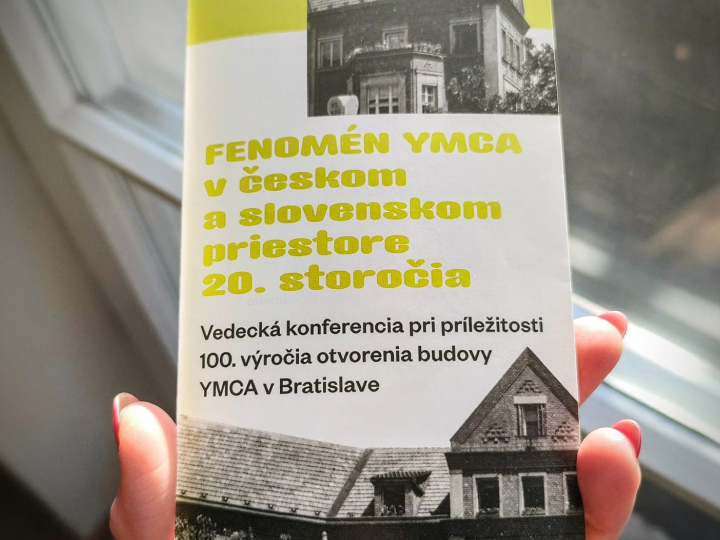 FENOMÉN YMCA
v českom
a slovenskom
priestore
20. storočia
Vedecká konferencia pri príležitosti
100. výročia otvorenia budovy
YMCA v Bratislave